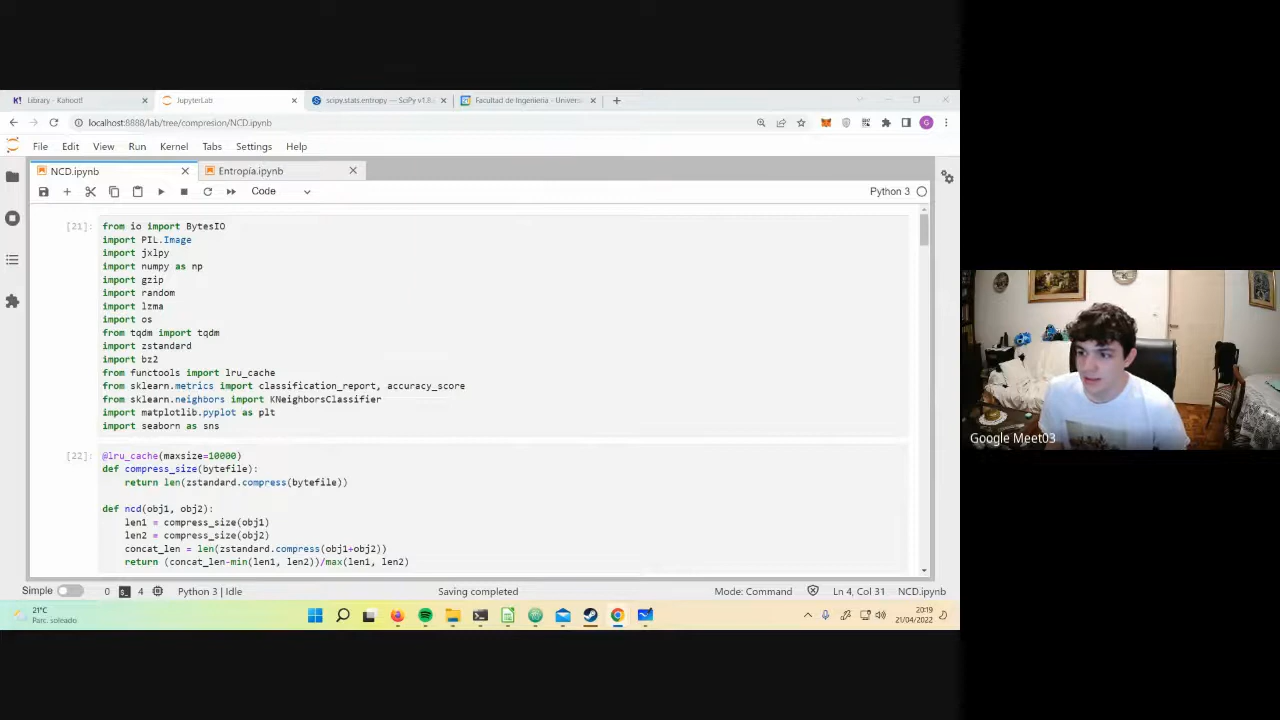 Library - Kahoot!
JupyterLab
scipy.stats.entropy — SciPy v1.8.
Facultad de Ingeniería - Univers
localhost:8888/lab/tree/compresion/NCD.ipynb
G
File Edit View Run Kernel Tabs Settings Help
NCD.ipynb
Entropía.ipynb
Code
Python 3
[21]:
from io import BytesIO
import PIL.Image
import jxlpy
import numpy as np
import gzip
import random
import lzma
import os
from tqdm import tqdm
import zstandard
import bz2
from functools import lru_cache
from sklearn.metrics import classification_report, accuracy_score
from sklearn.neighbors import KNeighborsClassifier
import matplotlib.pyplot as plt
import seaborn as sns
[22]:
@lru_cache(maxsize=10000)
def compress_size(bytefile):
return len(zstandard.compress(bytefile))
def ncd(obj1, obj2):
len1 = compress_size(obj1)
len2 = compress_size(obj2)
concat_len = len(zstandard.compress(obj1+obj2))
return (concat_len-min(len1, len2))/max(len1, len2)
Simple 0 4 Python 3 | Idle Saving completed Mode: Command Ln 4, Col 31 NCD.ipynb
21°C
Parc. soleado
20:19
21/04/2022
Google Meet03